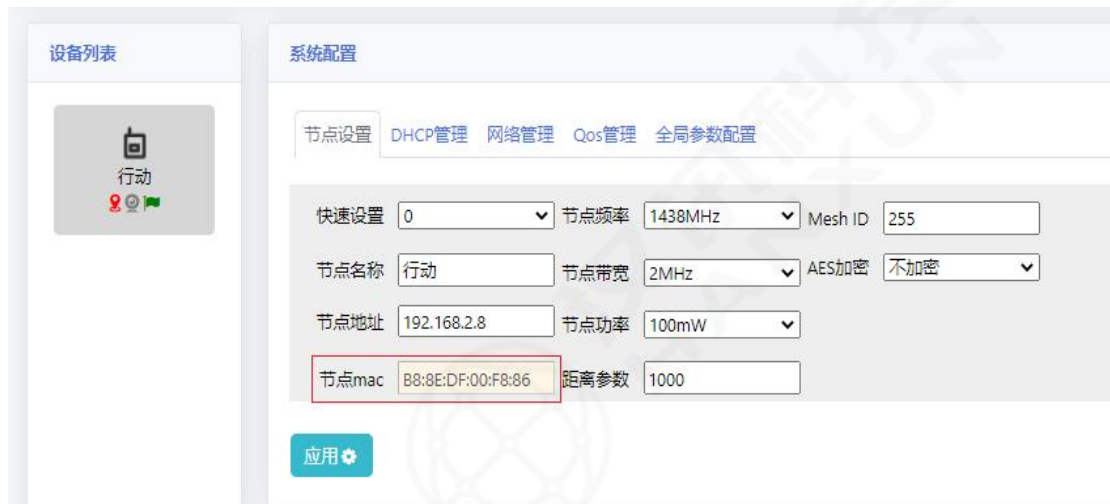 设备列表
系统配置
行动
节点设置 DHCP管理 网络管理 Qos管理 全局参数配置
快速设置 0 节点频率 1438MHz Mesh ID 255
节点名称 行动 节点带宽 2MHz AES加密 不加密
节点地址 192.168.2.8 节点功率 100mW
节点mac B8:8E:DF:00:F8:86 距离参数 1000
应用